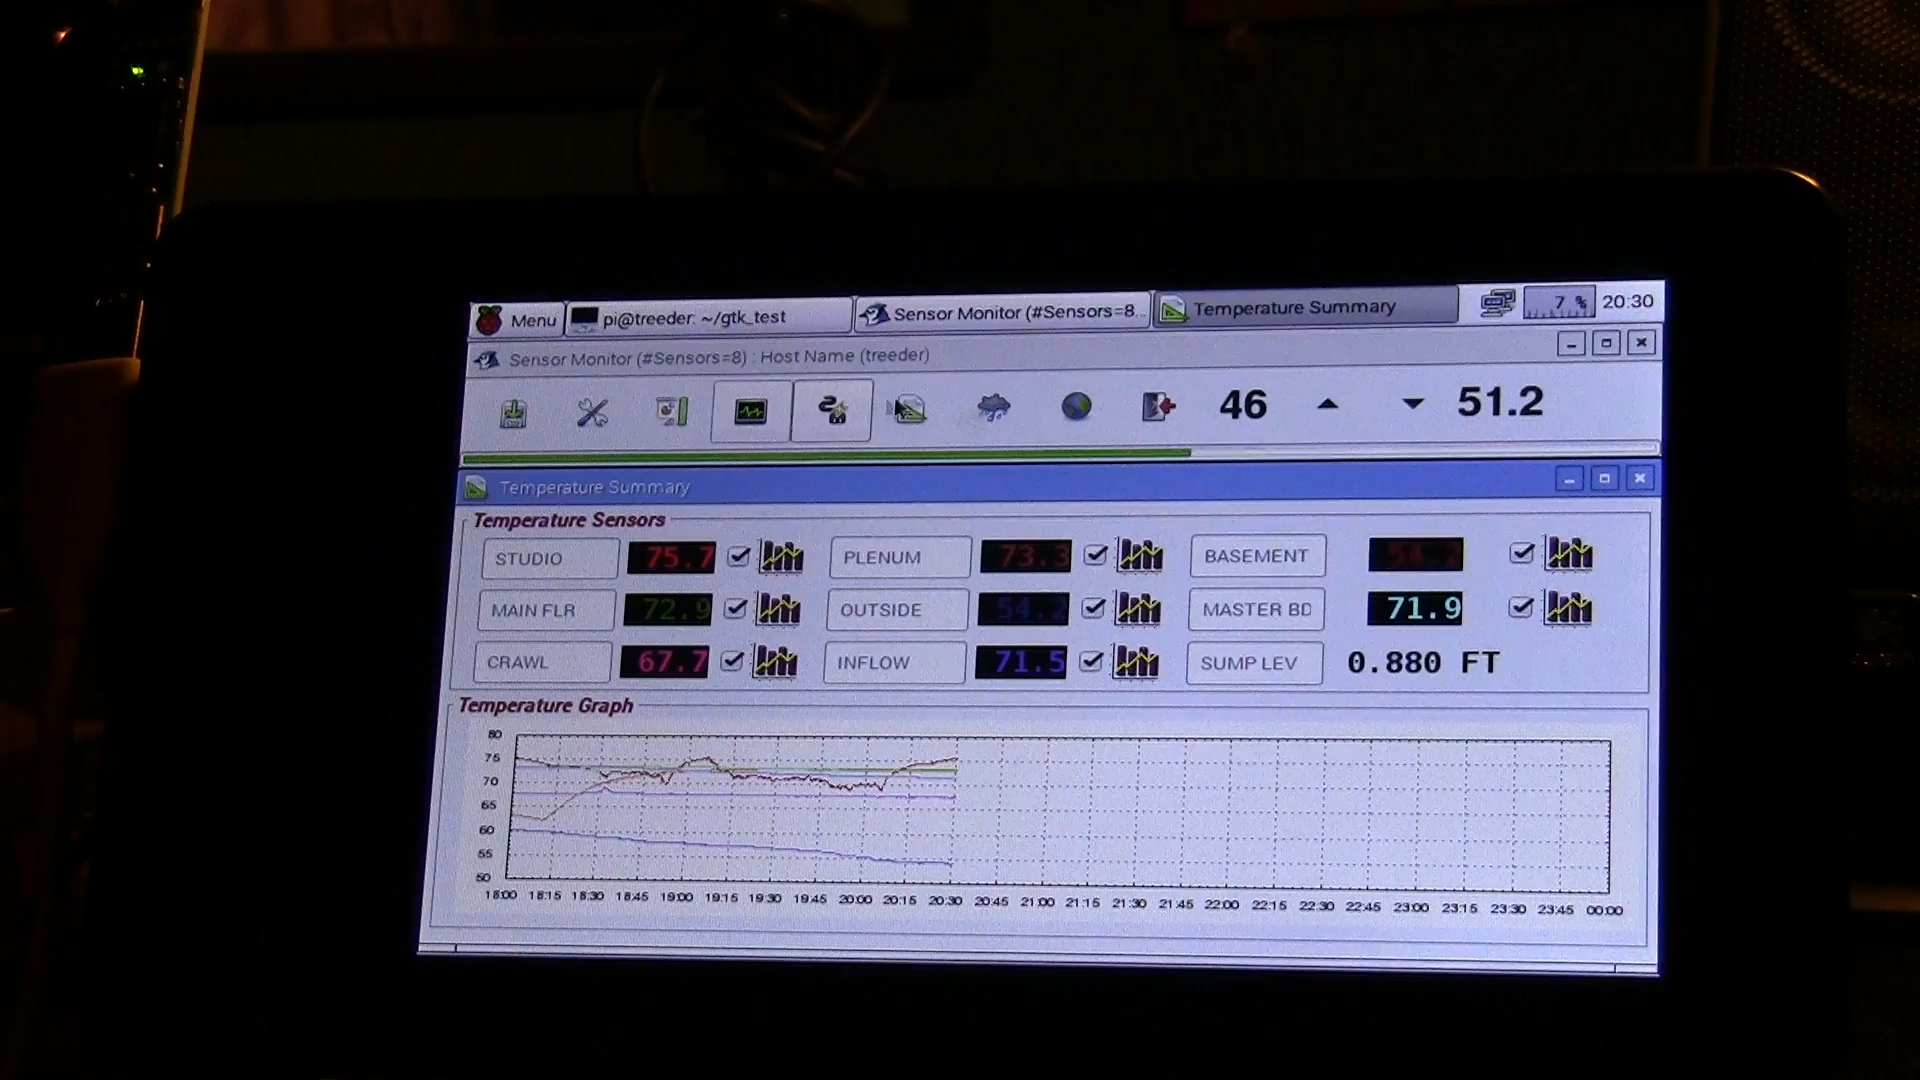 Menu pi@treeder: ~/gtk_test Sensor Monitor (#Sensors=8... Temperature Summary 7 % 20:30
Sensor Monitor (#Sensors=8) : Host Name (treeder)
46 51.2
Temperature Summary
Temperature Sensors
STUDIO 75.7 PLENUM 73.3 BASEMENT
MAIN FLR 72.9 OUTSIDE 54.2 MASTER BD 71.9
CRAWL 67.7 INFLOW 71.5 SUMP LEV 0.880 FT
Temperature Graph
80
75
70
65
60
55
50
18:00 18:15 18:30 18:45 19:00 19:15 19:30 19:45 20:00 20:15 20:30 20:45 21:00 21:15 21:30 21:45 22:00 22:15 22:30 22:45 23:00 23:15 23:30 23:45 00:00